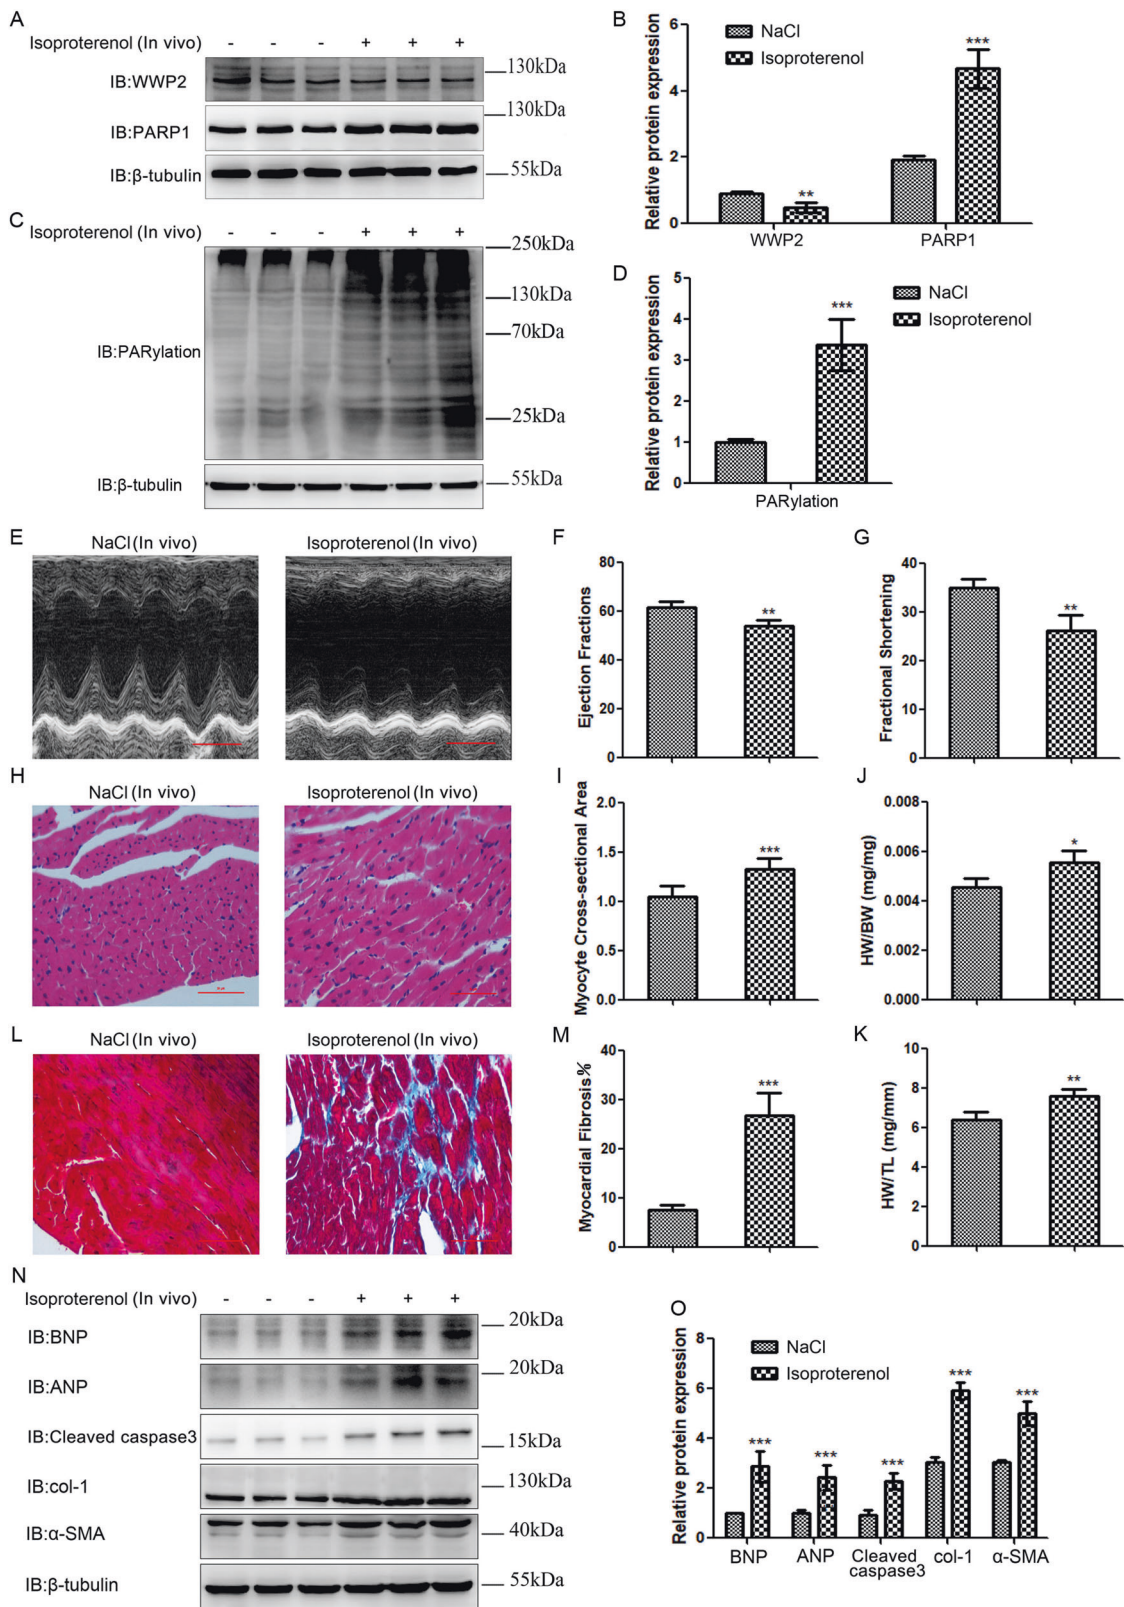 A
Isoproterenol (In vivo) - - - + + +
IB:WWP2
130kDa
IB:PARP1
130kDa
IB:β-tubulin
55kDa
B
NaCl
Isoproterenol
Relative protein expression
6
4
2
0
**
***
WWP2
PARP1
C
Isoproterenol (In vivo) - - - + + +
250kDa
130kDa
70kDa
IB:PARylation
25kDa
IB:β-tubulin
55kDa
D
NaCl
Isoproterenol
Relative protein expression
5
4
3
2
1
0
***
PARylation
E
NaCl (In vivo)
Isoproterenol (In vivo)
F
Ejection Fractions
80
60
40
20
0
**
G
Fractional Shortening
40
30
20
10
0
**
H
NaCl (In vivo)
Isoproterenol (In vivo)
I
Myocyte Cross-sectional Area
2.0
1.5
1.0
0.5
0.0
***
J
HW/BW (mg/mg)
0.008
0.006
0.004
0.002
0.000
*
L
NaCl (In vivo)
Isoproterenol (In vivo)
M
Myocardial Fibrosis%
40
30
20
10
0
***
K
HW/TL (mg/mm)
10
8
6
4
2
0
**
N
Isoproterenol (In vivo) - - - + + +
IB:BNP
20kDa
IB:ANP
20kDa
IB:Cleaved caspase3
15kDa
IB:col-1
130kDa
IB:α-SMA
40kDa
IB:β-tubulin
55kDa
O
NaCl
Isoproterenol
Relative protein expression
8
6
4
2
0
***
***
***
***
***
BNP
ANP
Cleaved
caspase3
col-1
α-SMA